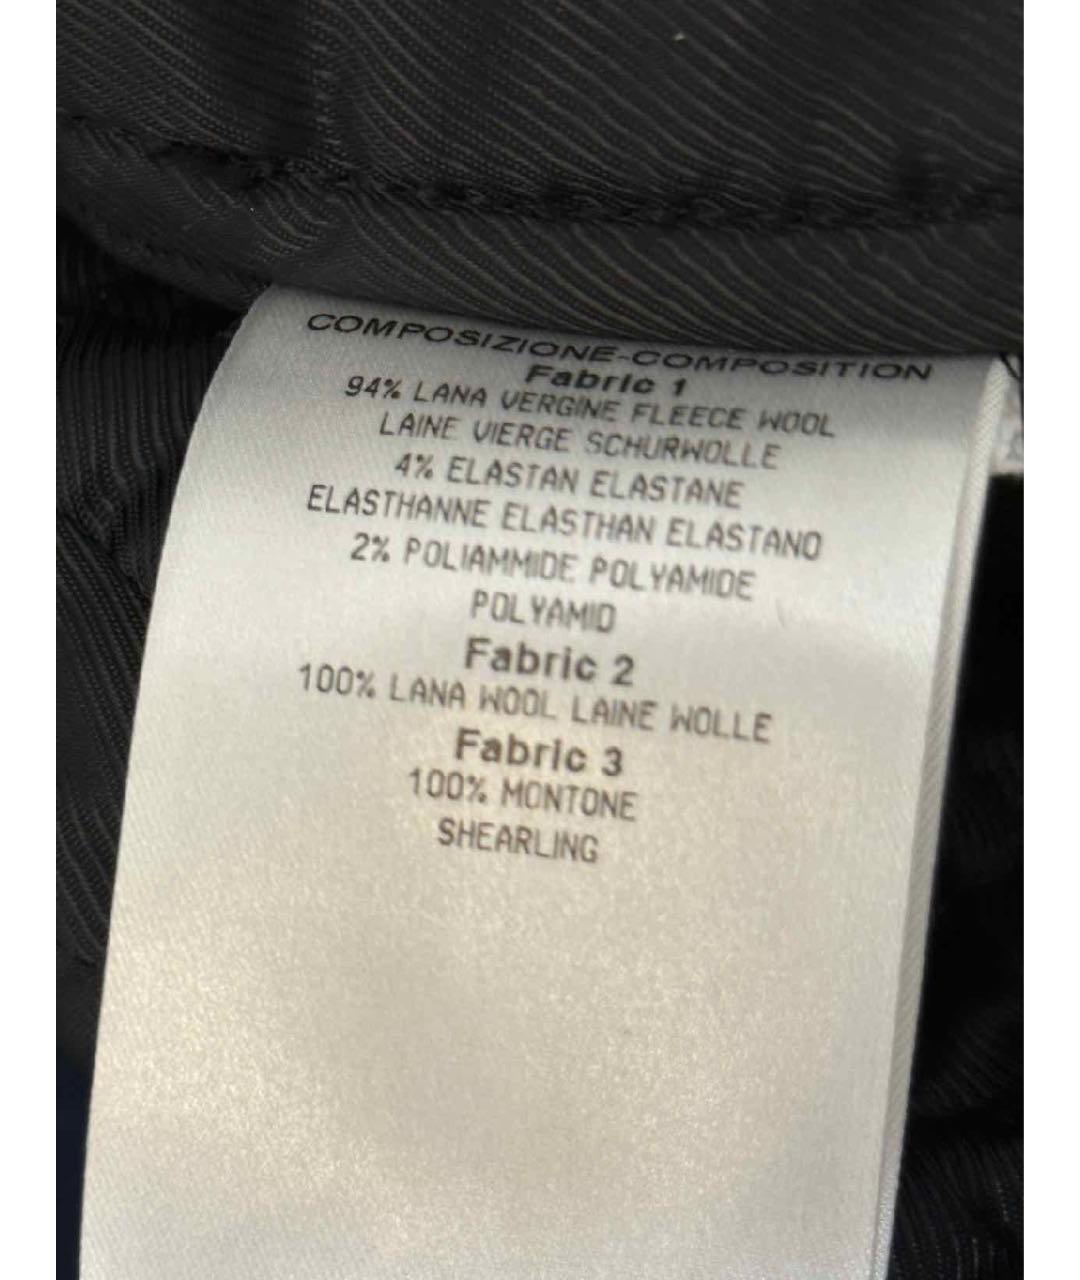 COMPOSIZIONE-COMPOSITION
Fabric 1
94% LANA VERGINE FLEECE WOOL
LAINE VIERGE SCHURWOLLE
4% ELASTAN ELASTANE
ELASTHANNE ELASTHAN ELASTANO
2% POLIAMMIDE POLYAMIDE
POLYAMID
Fabric 2
100% LANA WOOL LAINE WOLLE
Fabric 3
100% MONTONE
SHEARLING